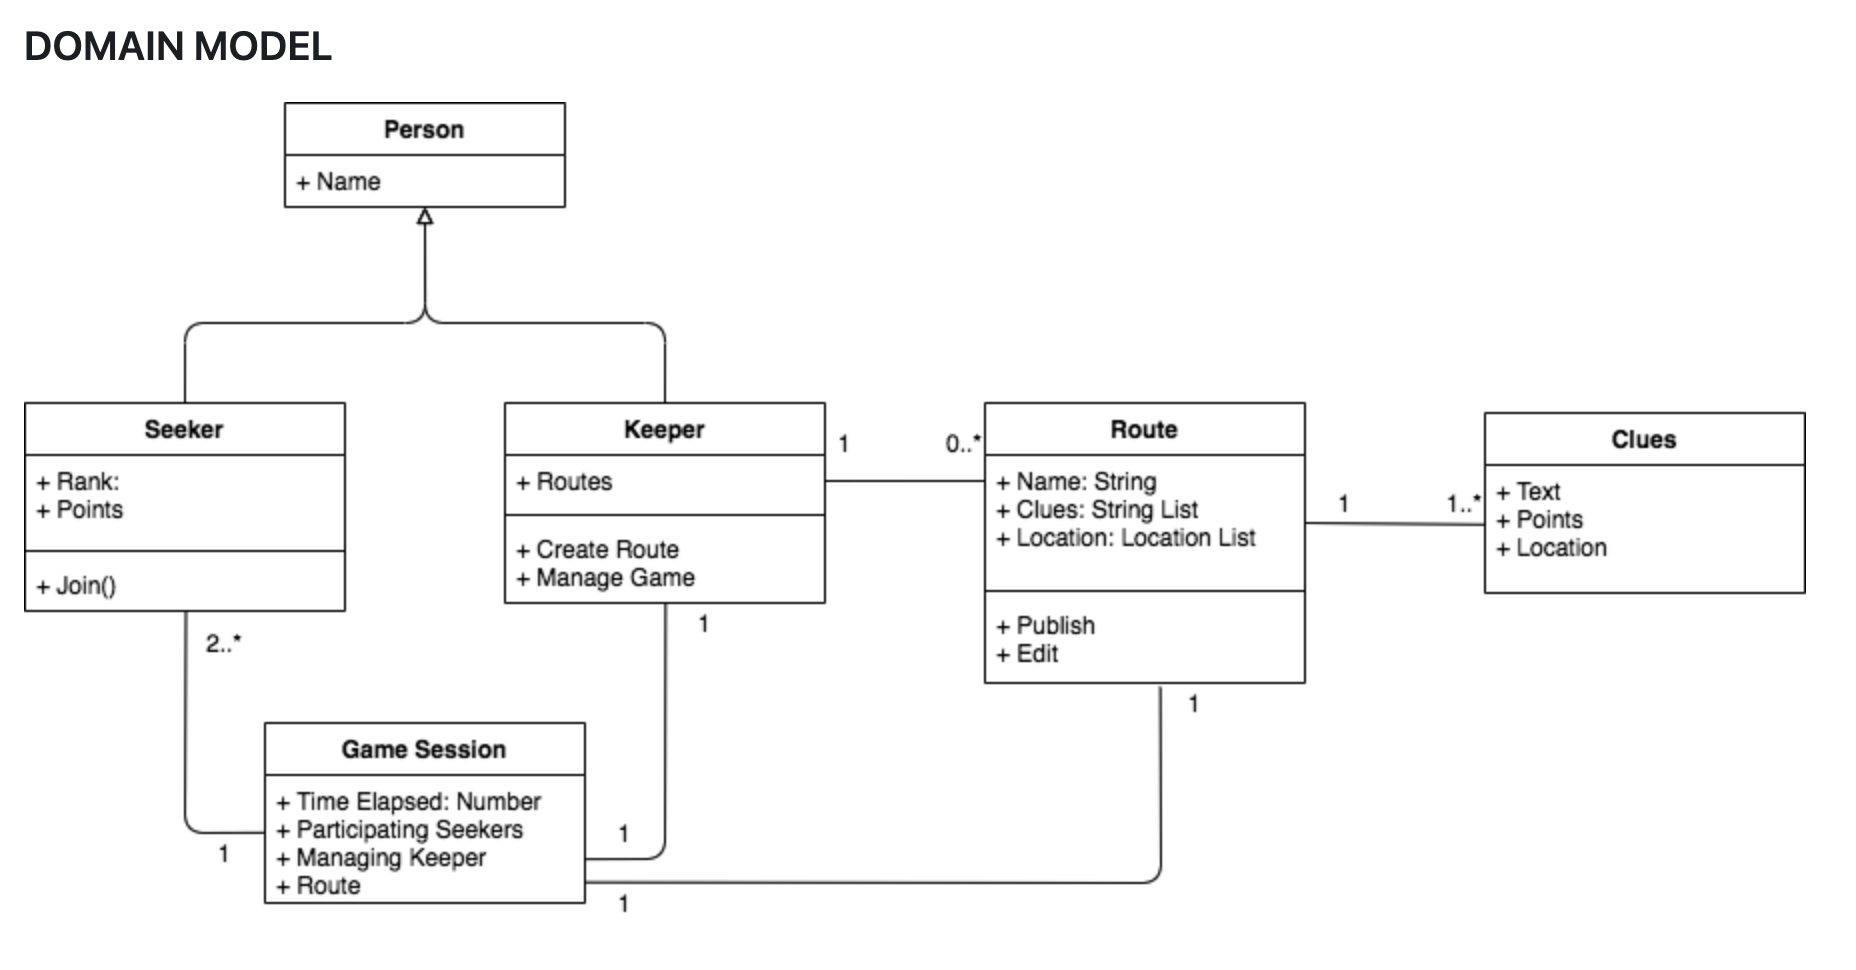 DOMAIN MODEL
Person
+ Name
Seeker
+ Rank:
+ Points
+ Join()
2..*
1
Keeper
+ Routes
+ Create Route
+ Manage Game
1
1
0..*
Route
+ Name: String
+ Clues: String List
+ Location: Location List
+ Publish
+ Edit
1
1
1..*
Clues
+ Text
+ Points
+ Location
Game Session
+ Time Elapsed: Number
+ Participating Seekers
+ Managing Keeper
+ Route
1
1